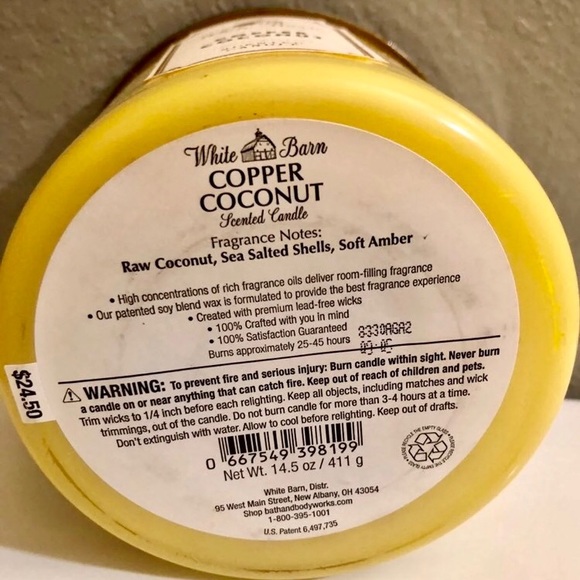 COPPER
COCONUT
White Barn
COPPER
COCONUT
Scented Candle
Fragrance Notes:
Raw Coconut, Sea Salted Shells, Soft Amber
• High concentrations of rich fragrance oils deliver room-filling fragrance
• Our patented soy blend wax is formulated to provide the best fragrance experience
• Created with premium lead-free wicks
• 100% Crafted with you in mind
• 100% Satisfaction Guaranteed
Burns approximately 25-45 hours
8330AGA2
09:05
$24.50
WARNING: To prevent fire and serious injury: Burn candle within sight. Never burn
a candle on or near anything that can catch fire. Keep out of reach of children and pets.
Trim wicks to 1/4 inch before each relighting. Keep all objects, including matches and wick
trimmings, out of the candle. Do not burn candle for more than 3-4 hours at a time.
Don't extinguish with water. Allow to cool before relighting. Keep out of drafts.
0 667549 398199
Net Wt. 14.5 oz / 411 g
White Barn, Distr.
95 West Main Street, New Albany, OH 43054
Shop bathandbodyworks.com
1-800-395-1001
U.S. Patent 6,497,735